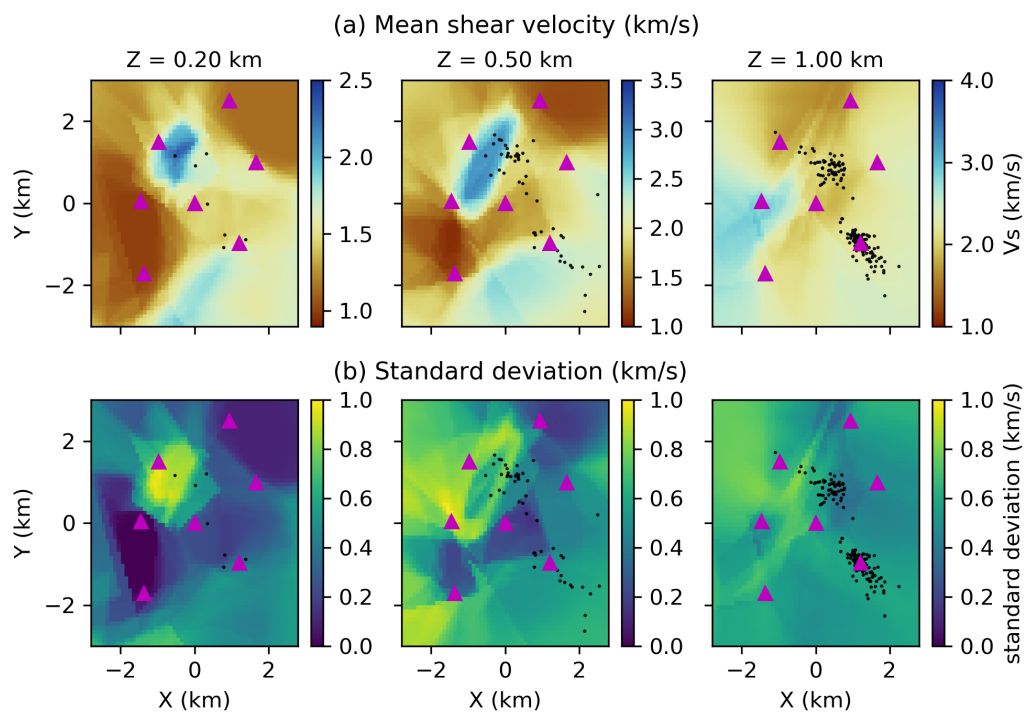 (a) Mean shear velocity (km/s)
Z = 0.20 km
Z = 0.50 km
Z = 1.00 km
2
0
−2
Y (km)
2.5
2.0
1.5
1.0
3.5
3.0
2.5
2.0
1.5
1.0
4.0
3.0
2.0
1.0
Vs (km/s)
(b) Standard deviation (km/s)
2
0
−2
Y (km)
1.0
0.8
0.6
0.4
0.2
0.0
1.0
0.8
0.6
0.4
0.2
0.0
1.0
0.8
0.6
0.4
0.2
0.0
standard deviation (km/s)
−2 0 2
−2 0 2
−2 0 2
X (km)
X (km)
X (km)